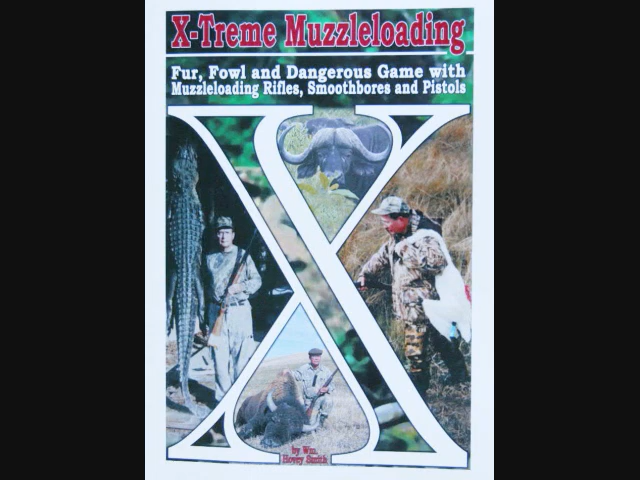 X-Treme Muzzleloading
Fur, Fowl and Dangerous Game with
Muzzleloading Rifles, Smoothbores and Pistols
X
by Wm.
Hovey Smith